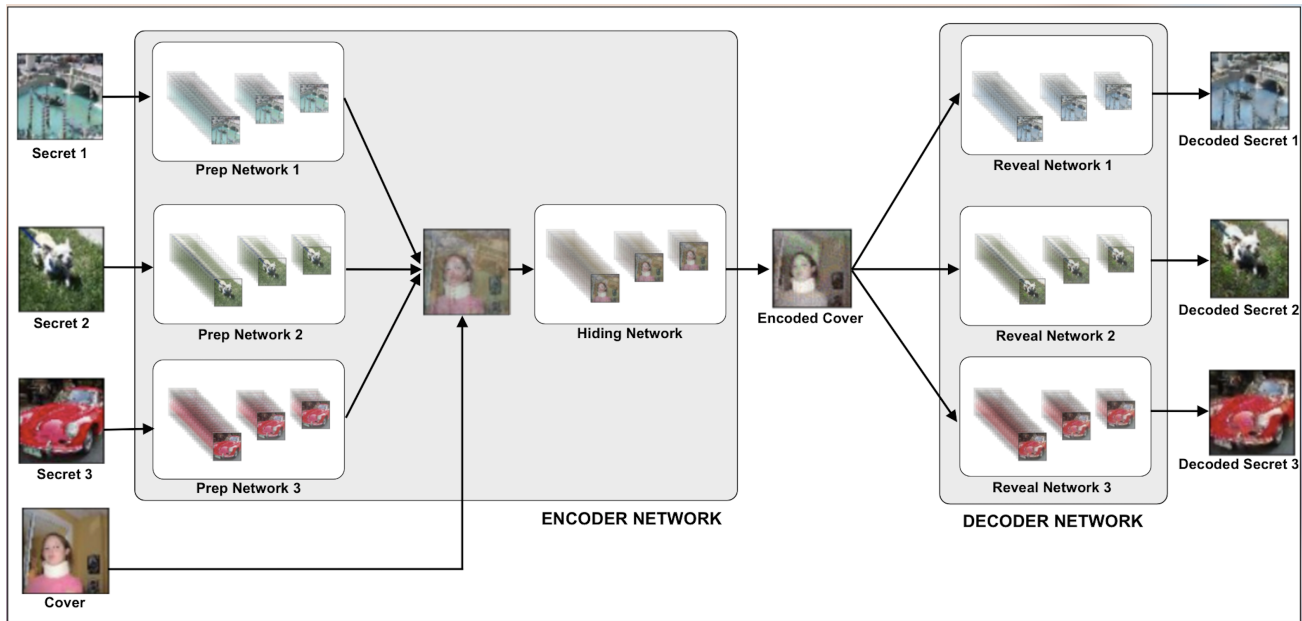 Secret 1
Prep Network 1
Reveal Network 1
Decoded Secret 1
Secret 2
Prep Network 2
Hiding Network
Encoded Cover
Reveal Network 2
Decoded Secret 2
Secret 3
Prep Network 3
Reveal Network 3
Decoded Secret 3
ENCODER NETWORK
DECODER NETWORK
Cover